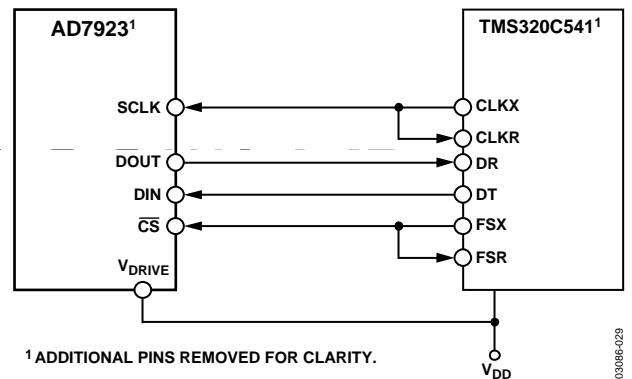 AD7923¹
TMS320C541¹
SCLK
CLKX
CLKR
DOUT
DR
DIN
DT
C̅S̅
FSX
FSR
VDRIVE
¹ ADDITIONAL PINS REMOVED FOR CLARITY.
VDD
03086-029